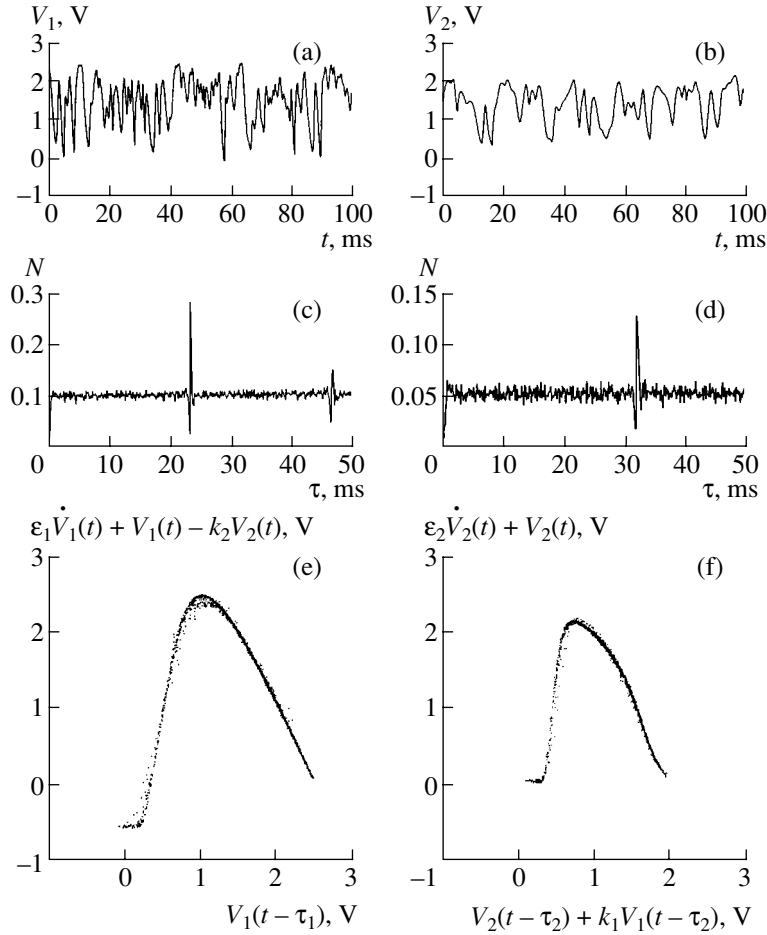 V₁, V
(a)
3
2
1
0
–1
0 20 40 60 80 100
t, ms
V₂, V
(b)
3
2
1
0
–1
0 20 40 60 80 100
t, ms
N
(c)
0.3
0.2
0.1
0 10 20 30 40 50
τ, ms
N
(d)
0.15
0.10
0.05
0 10 20 30 40 50
τ, ms
ε₁V̇₁(t) + V₁(t) – k₂V₂(t), V
(e)
3
2
1
0
–1
0 1 2 3
V₁(t – τ₁), V
ε₂V̇₂(t) + V₂(t), V
(f)
3
2
1
0
–1
0 1 2 3
V₂(t – τ₂) + k₁V₁(t – τ₂), V